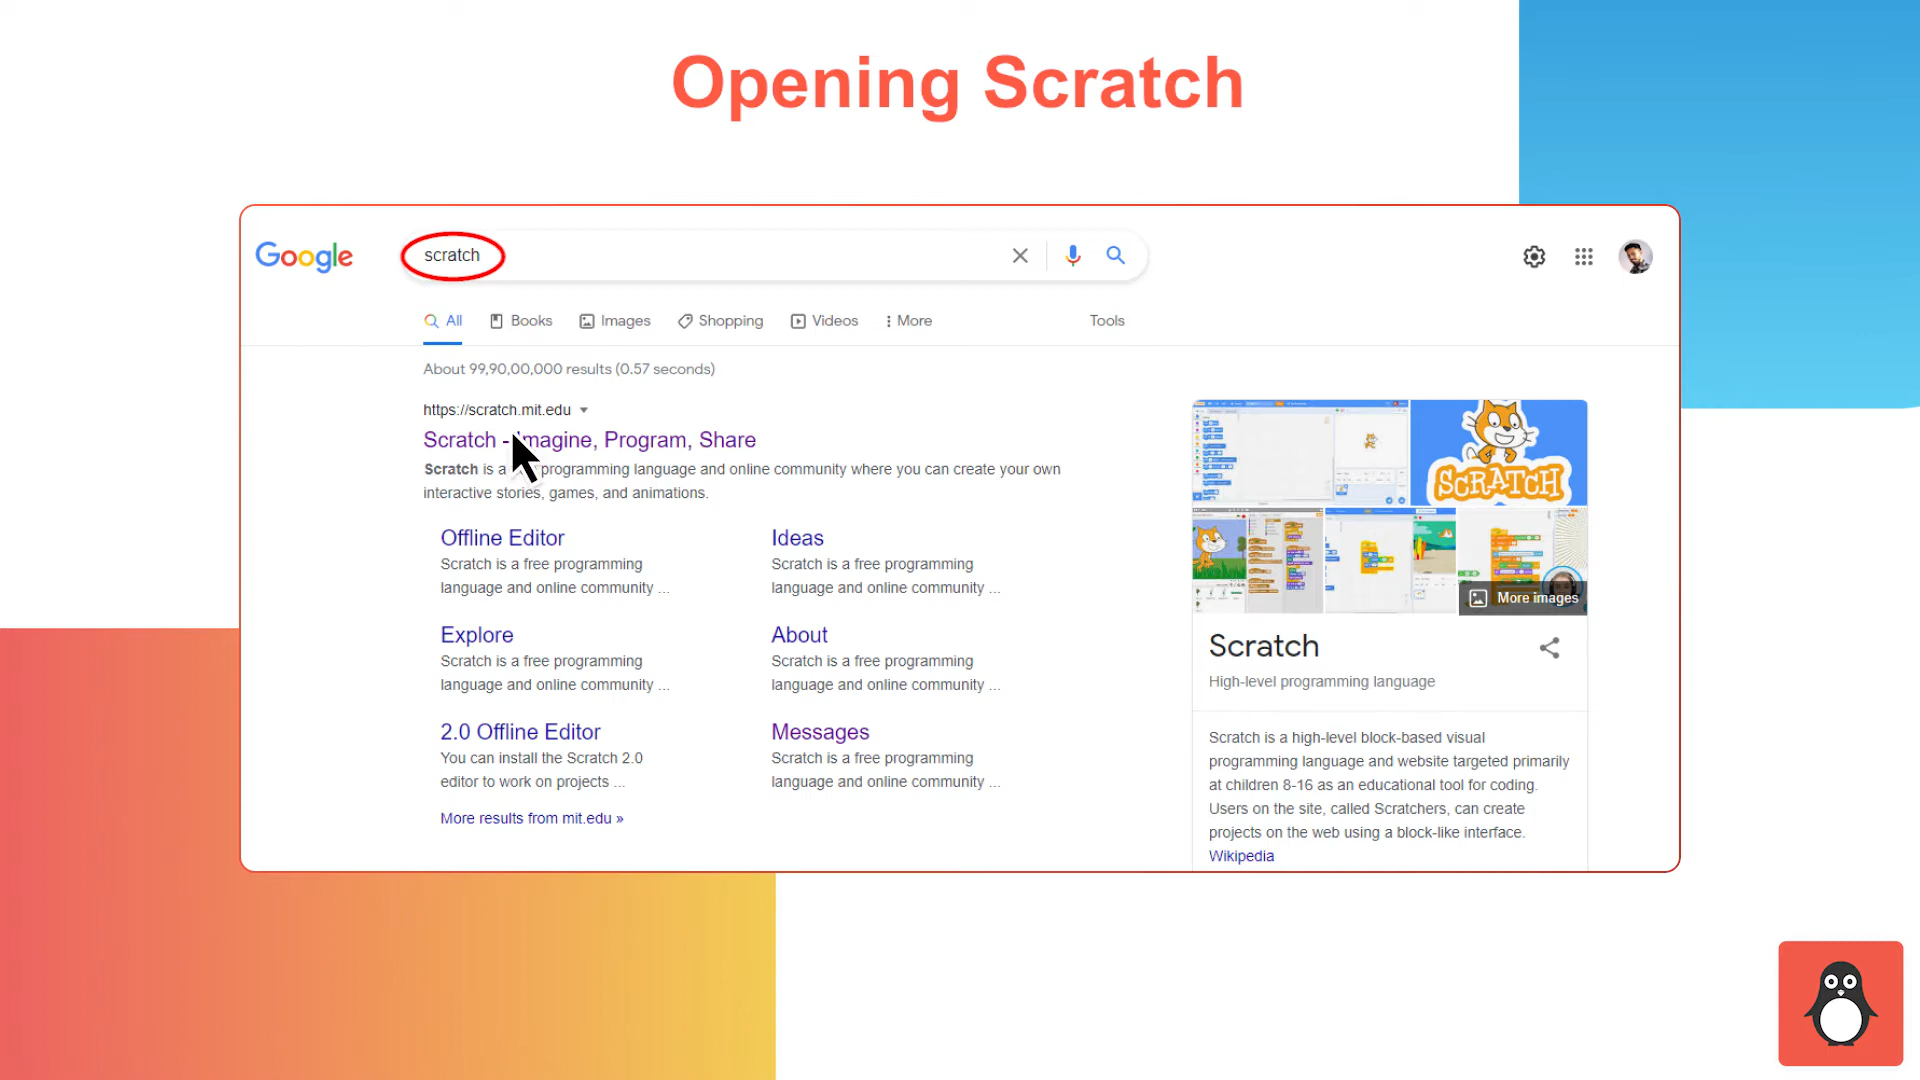 Opening Scratch
Google
scratch
All Books Images Shopping Videos More Tools
About 99,90,00,000 results (0.57 seconds)
https://scratch.mit.edu
Scratch - Imagine, Program, Share
Scratch is a programming language and online community where you can create your own
interactive stories, games, and animations.
Offline Editor
Scratch is a free programming
language and online community ...
Ideas
Scratch is a free programming
language and online community ...
Explore
Scratch is a free programming
language and online community ...
About
Scratch is a free programming
language and online community ...
2.0 Offline Editor
You can install the Scratch 2.0
editor to work on projects ...
Messages
Scratch is a free programming
language and online community ...
More results from mit.edu »
SCRATCH
More images
Scratch
High-level programming language
Scratch is a high-level block-based visual
programming language and website targeted primarily
at children 8-16 as an educational tool for coding.
Users on the site, called Scratchers, can create
projects on the web using a block-like interface.
Wikipedia